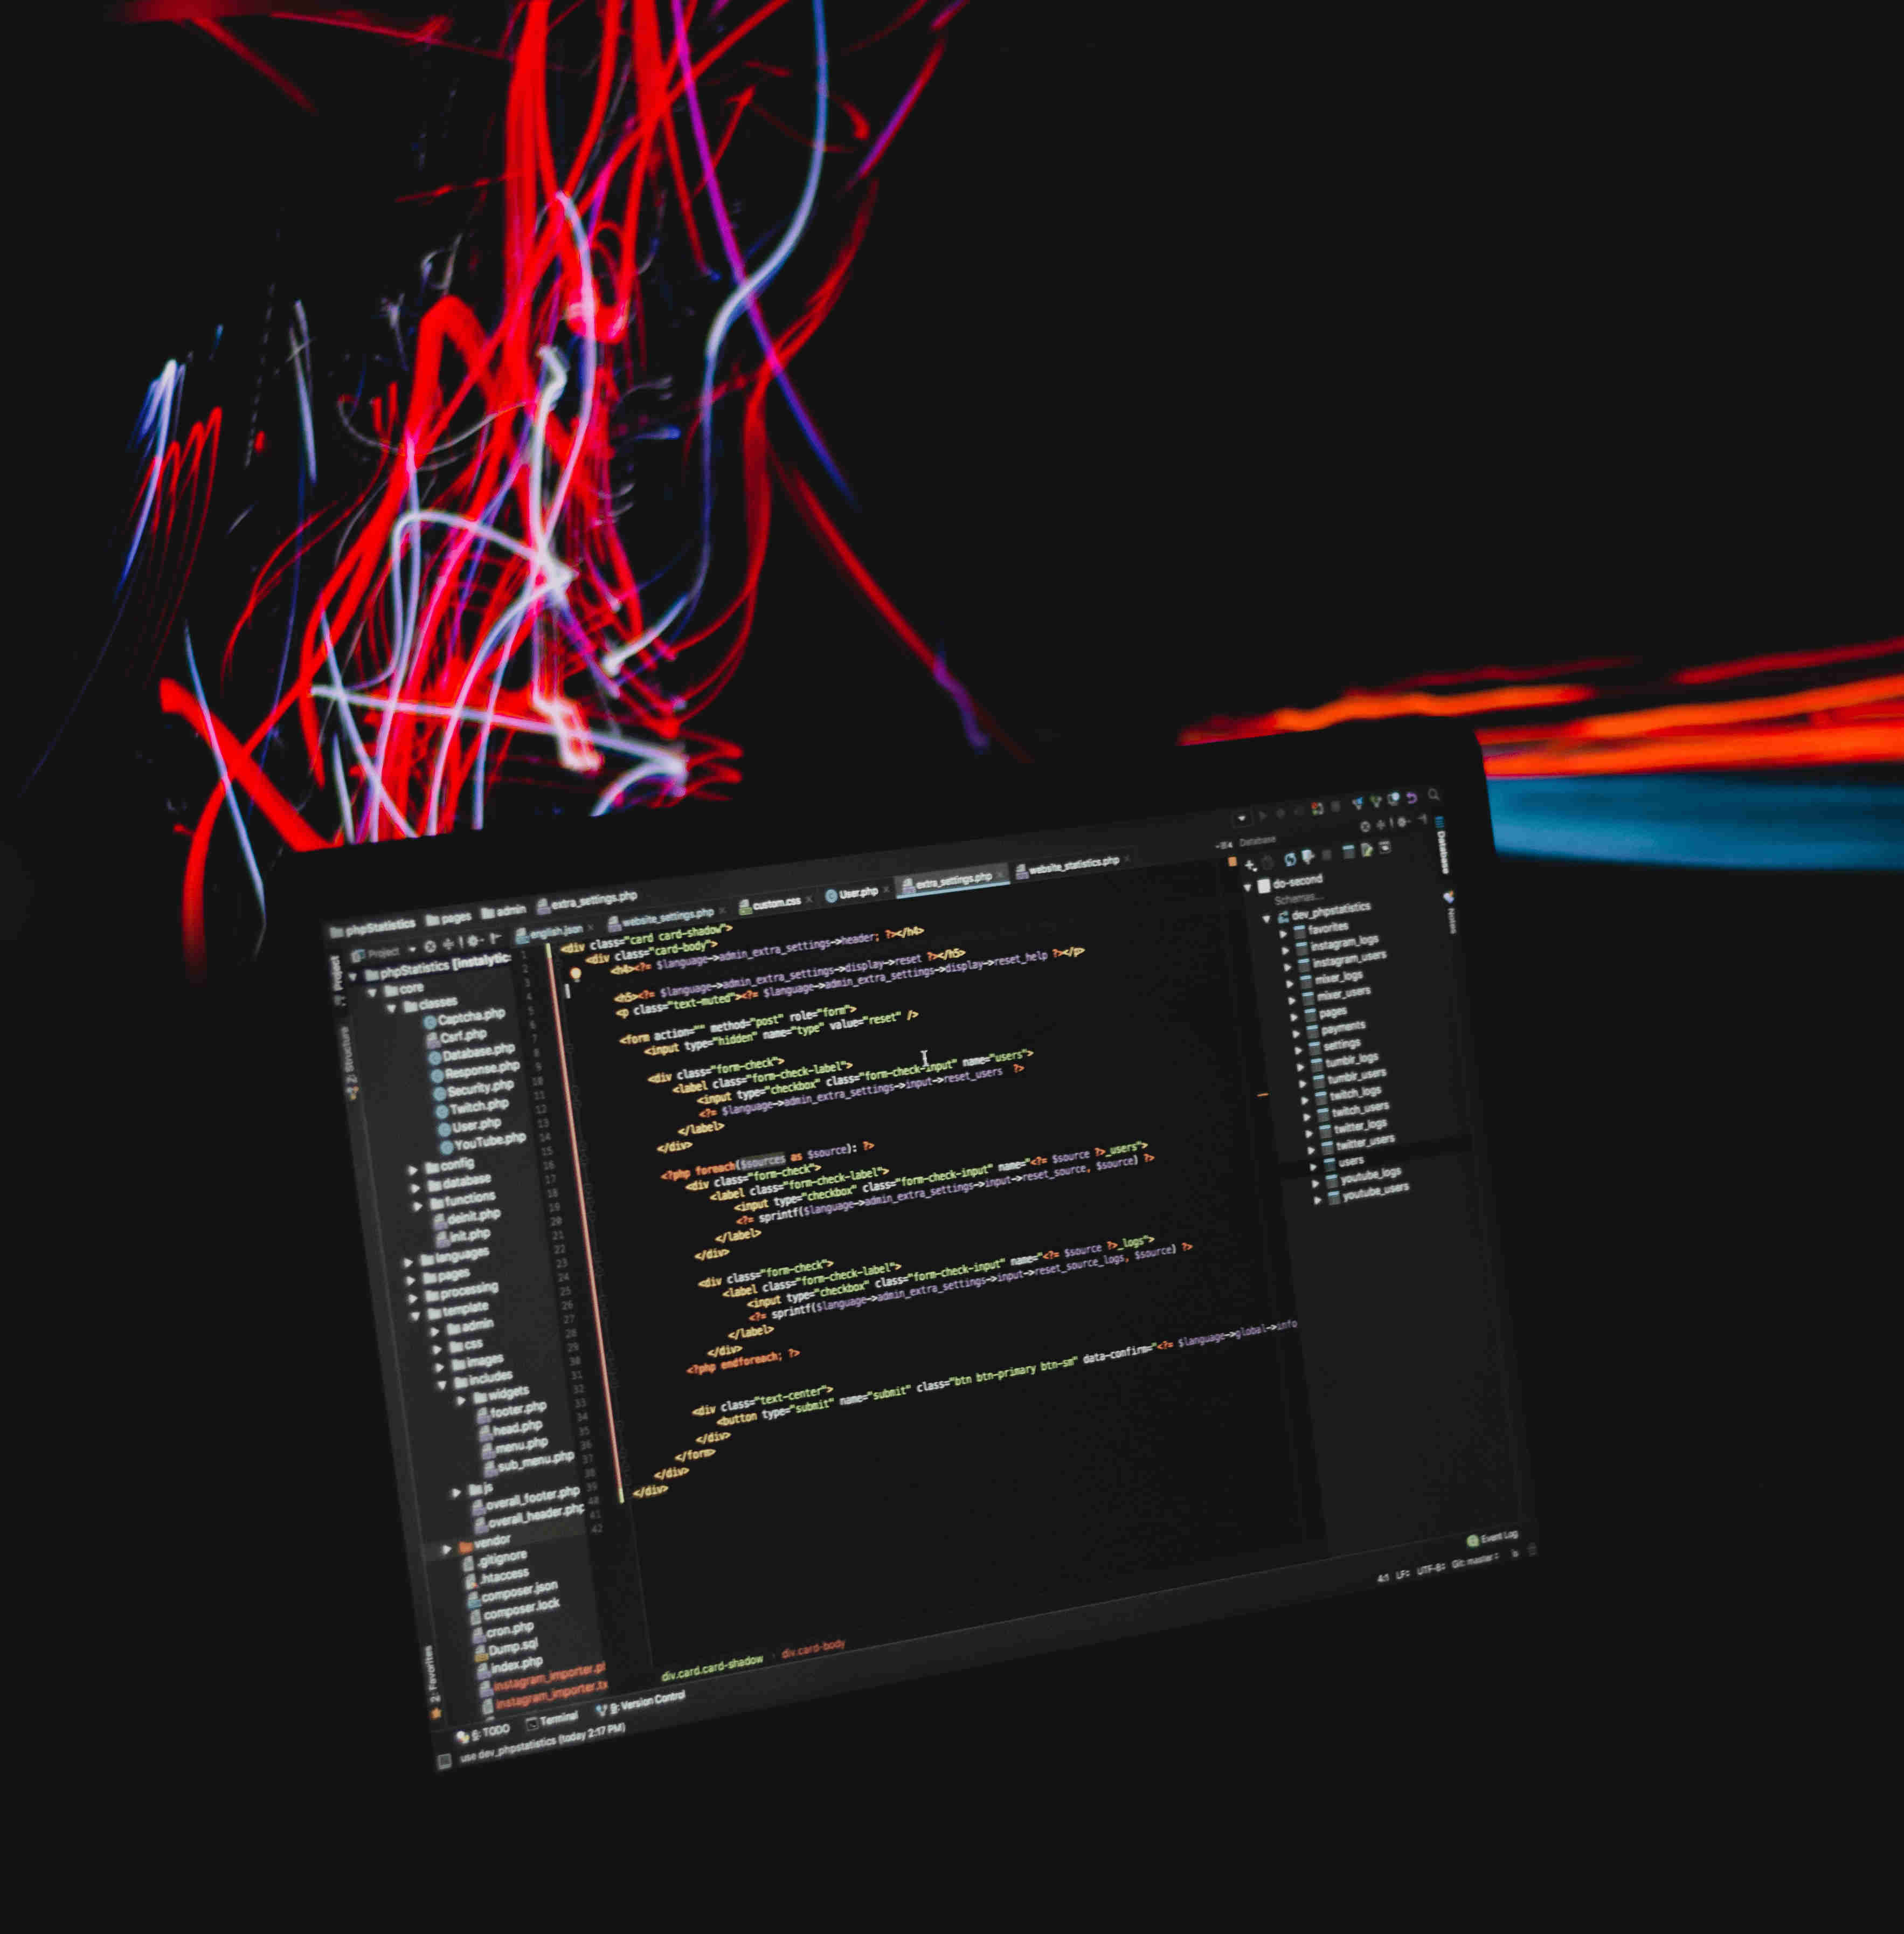 phpStatistics pages admin extra_settings.php
english.json website_settings.php custom.css User.php extra_settings.php website_statistics.php
Project
1: Project
2: Structure
2: Favorites
phpStatistics [instalytic
core
classes
Captcha.php
Csrf.php
Database.php
Response.php
Security.php
Twitch.php
User.php
YouTube.php
config
database
functions
deinit.php
init.php
languages
pages
processing
template
admin
css
images
includes
widgets
footer.php
head.php
menu.php
sub_menu.php
js
overall_footer.php
overall_header.php
vendor
.gitignore
.htaccess
composer.json
composer.lock
cron.php
Dump.sql
index.php
instagram_importer.p
instagram_importer.tx
<div class="card card-shadow">
<div class="card-body">
<h4><?= $language->admin_extra_settings->header; ?></h4>
<h5><?= $language->admin_extra_settings->display->reset ?></h5>
<p class="text-muted"><?= $language->admin_extra_settings->display->reset_help ?></p>
<form action="" method="post" role="form">
<input type="hidden" name="type" value="reset" />
<div class="form-check">
<label class="form-check-label">
<input type="checkbox" class="form-check-input" name="users">
<?= $language->admin_extra_settings->input->reset_users ?>
</label>
</div>
<?php foreach($sources as $source): ?>
<div class="form-check">
<label class="form-check-label">
<input type="checkbox" class="form-check-input" name="<?= $source ?>_users">
<?= sprintf($language->admin_extra_settings->input->reset_source, $source) ?>
</label>
</div>
<div class="form-check">
<label class="form-check-label">
<input type="checkbox" class="form-check-input" name="<?= $source ?>_logs">
<?= sprintf($language->admin_extra_settings->input->reset_source_logs, $source) ?>
</label>
</div>
<?php endforeach; ?>
<div class="text-center">
<button type="submit" name="submit" class="btn btn-primary btn-sm" data-confirm="<?= $language->global->info
</div>
</form>
</div>
</div>
Database
Database
do-second
Schemas...
dev_phpstatistics
favorites
instagram_logs
instagram_users
mixer_logs
mixer_users
pages
payments
settings
tumblr_logs
tumblr_users
twitch_logs
twitch_users
twitter_logs
twitter_users
users
youtube_logs
youtube_users
div.card.card-shadow div.card-body
6: TODO Terminal 9: Version Control
Event Log
use dev_phpstatistics (today 2:17 PM)
4:1 LF UTF-8 Git: master